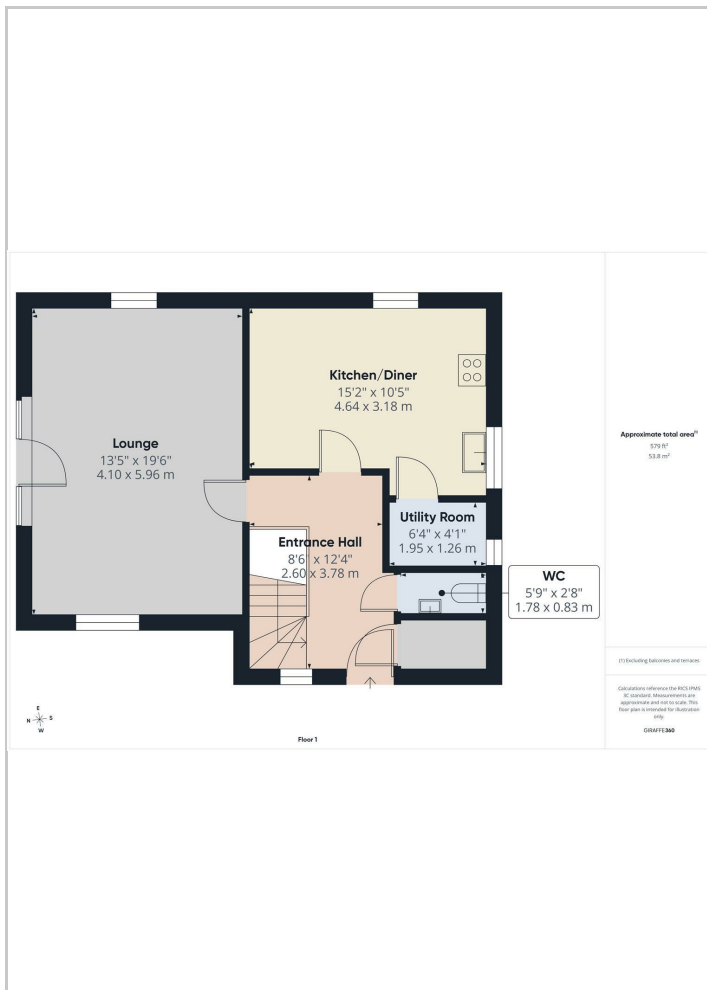 Kitchen/Diner
15'2" x 10'5"
4.64 x 3.18 m
Lounge
13'5" x 19'6"
4.10 x 5.96 m
Utility Room
6'4" x 4'1"
1.95 x 1.26 m
Entrance Hall
8'6" x 12'4"
2.60 x 3.78 m
WC
5'9" x 2'8"
1.78 x 0.83 m
E
N S
W
Floor 1
Approximate total area(1)
579 ft²
53.8 m²
(1) Excluding balconies and terraces
Calculations reference the RICS IPMS
3C standard. Measurements are
approximate and not to scale. This
floor plan is intended for illustration
only.
GIRAFFE360